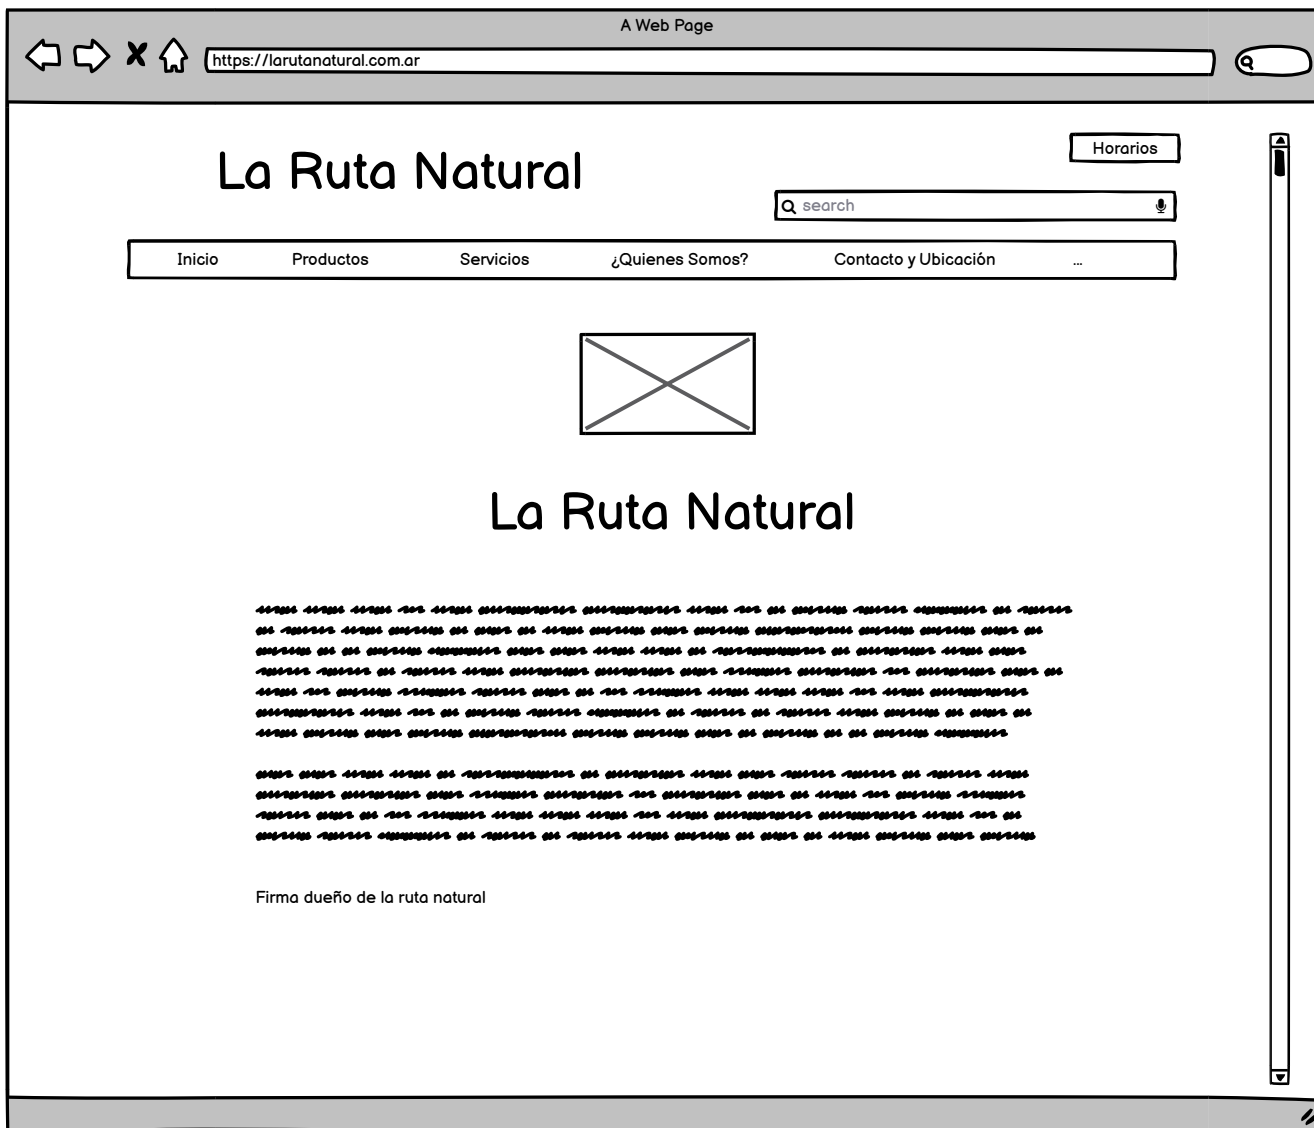 A Web Page
https://larutanatural.com.ar
La Ruta Natural
Horarios
search
Inicio Productos Servicios ¿Quienes Somos? Contacto y Ubicación ...
La Ruta Natural
Firma dueño de la ruta natural